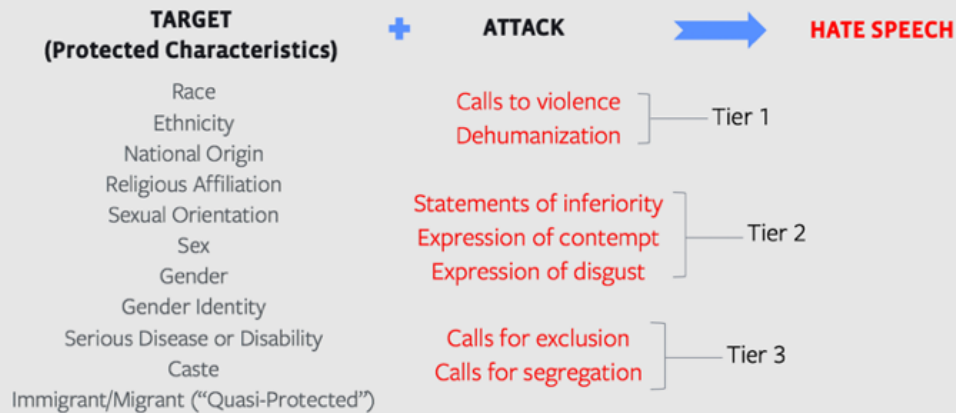 TARGET
(Protected Characteristics)
ATTACK
HATE SPEECH
Race
Ethnicity
National Origin
Religious Affiliation
Sexual Orientation
Sex
Gender
Gender Identity
Serious Disease or Disability
Caste
Immigrant/Migrant (“Quasi-Protected”)
Calls to violence
Dehumanization
Tier 1
Statements of inferiority
Expression of contempt
Expression of disgust
Tier 2
Calls for exclusion
Calls for segregation
Tier 3